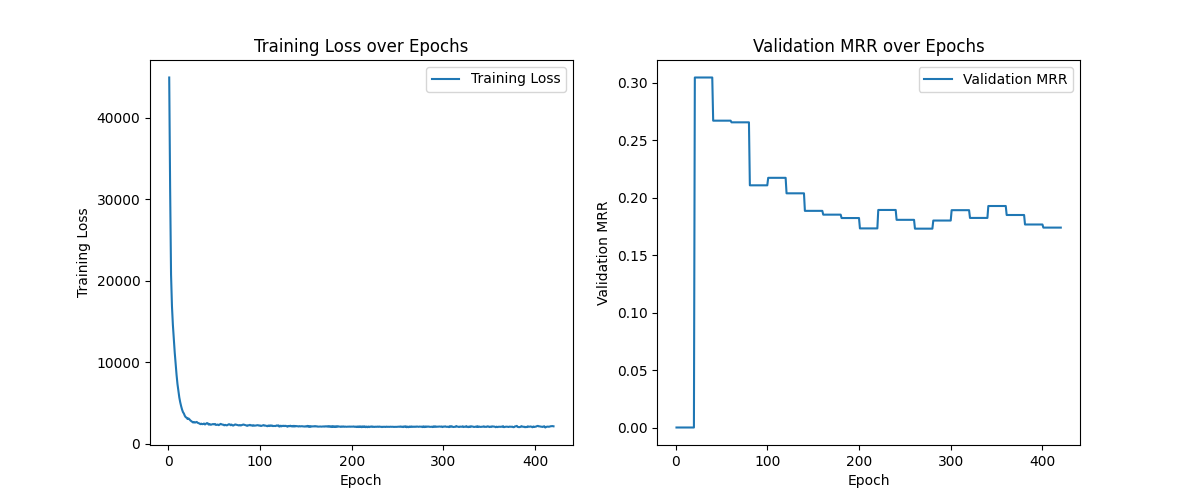 Training Loss over Epochs
Training Loss
40000
30000
20000
10000
0
Training Loss
0 100 200 300 400
Epoch
Validation MRR over Epochs
Validation MRR
0.30
0.25
0.20
0.15
0.10
0.05
0.00
Validation MRR
0 100 200 300 400
Epoch